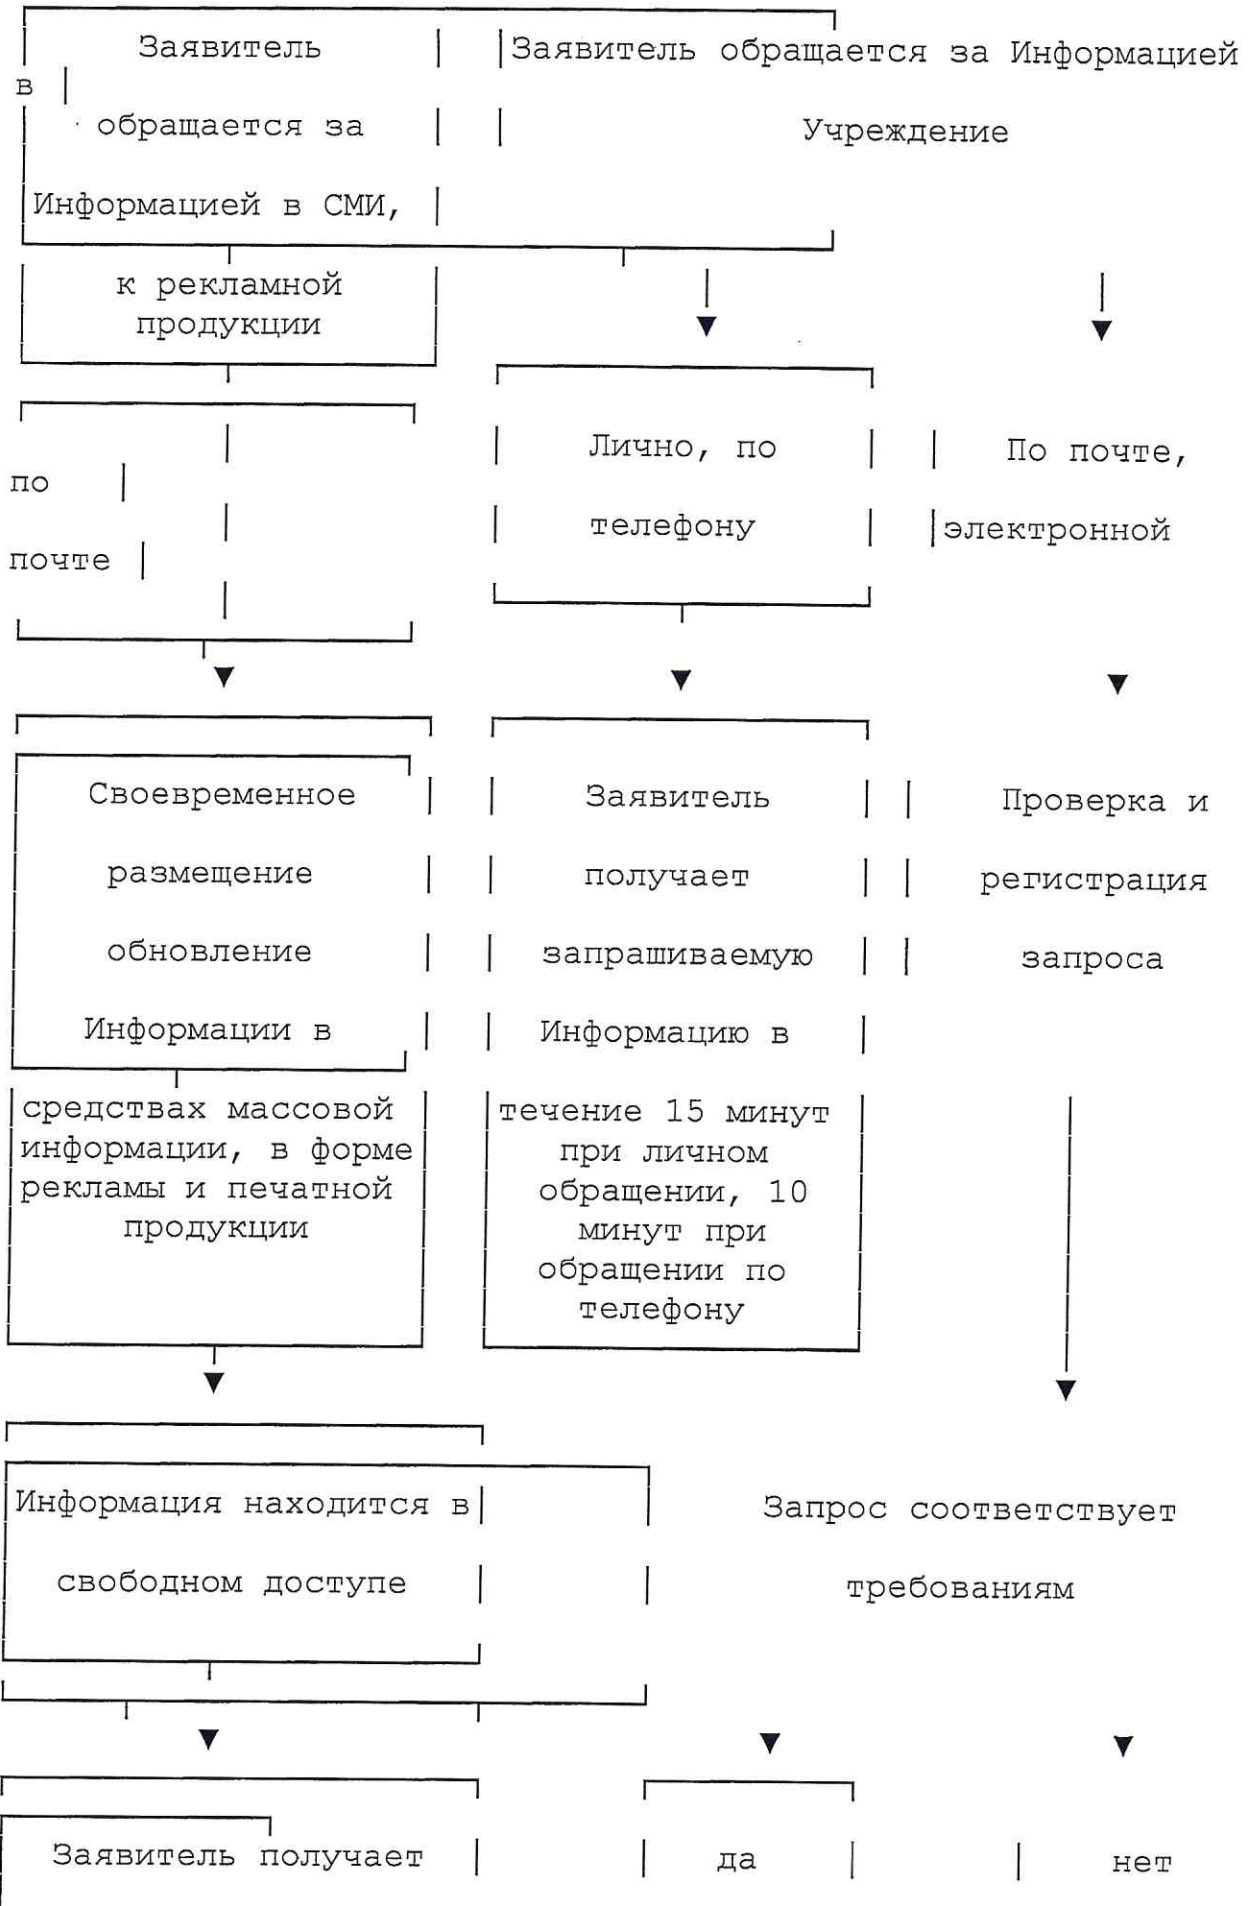 Заявитель Заявитель обращается за Информацией
в
обращается за Учреждение
Информацией в СМИ,
к рекламной
продукции
Лично, по По почте,
по
телефону электронной
почте
Своевременное Заявитель Проверка и
размещение получает регистрация
обновление запрашиваемую запроса
Информации в Информацию в
средствах массовой течение 15 минут
информации, в форме при личном
рекламы и печатной обращении, 10
продукции минут при
обращении по
телефону
Информация находится в Запрос соответствует
свободном доступе требованиям
Заявитель получает да нет